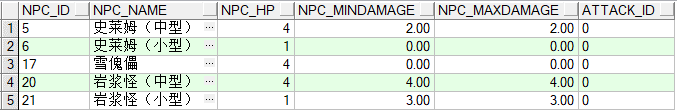 NPC_ID NPC_NAME NPC_HP NPC_MINDAMAGE NPC_MAXDAMAGE ATTACK_ID
1 5 史莱姆（中型） ··· 4 2.00 2.00 0
2 6 史莱姆（小型） ··· 1 0.00 0.00 0
3 17 雪傀儡 ··· 4 0.00 0.00 0
4 20 岩浆怪（中型） ··· 4 4.00 4.00 0
5 21 岩浆怪（小型） ··· 1 3.00 3.00 0